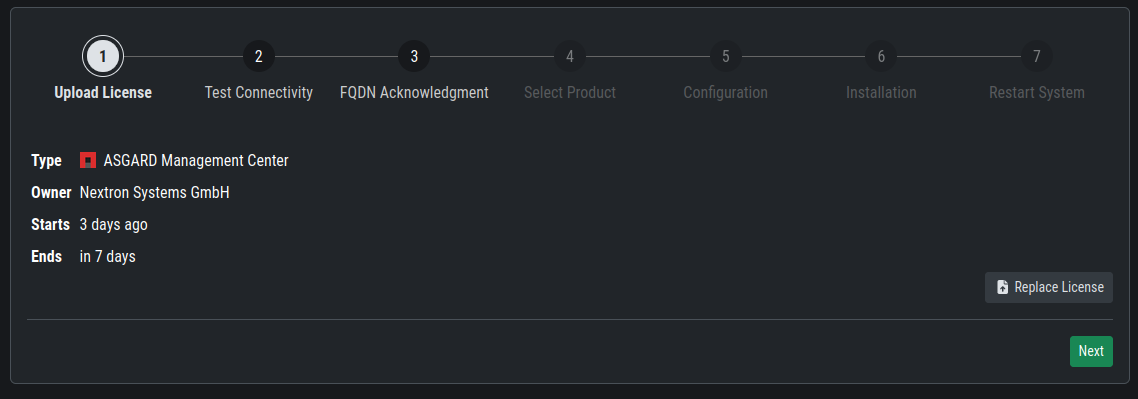 1 2 3 4 5 6 7
Upload License Test Connectivity FQDN Acknowledgment Select Product Configuration Installation Restart System
Type ASGARD Management Center
Owner Nextron Systems GmbH
Starts 3 days ago
Ends in 7 days
Replace License
Next